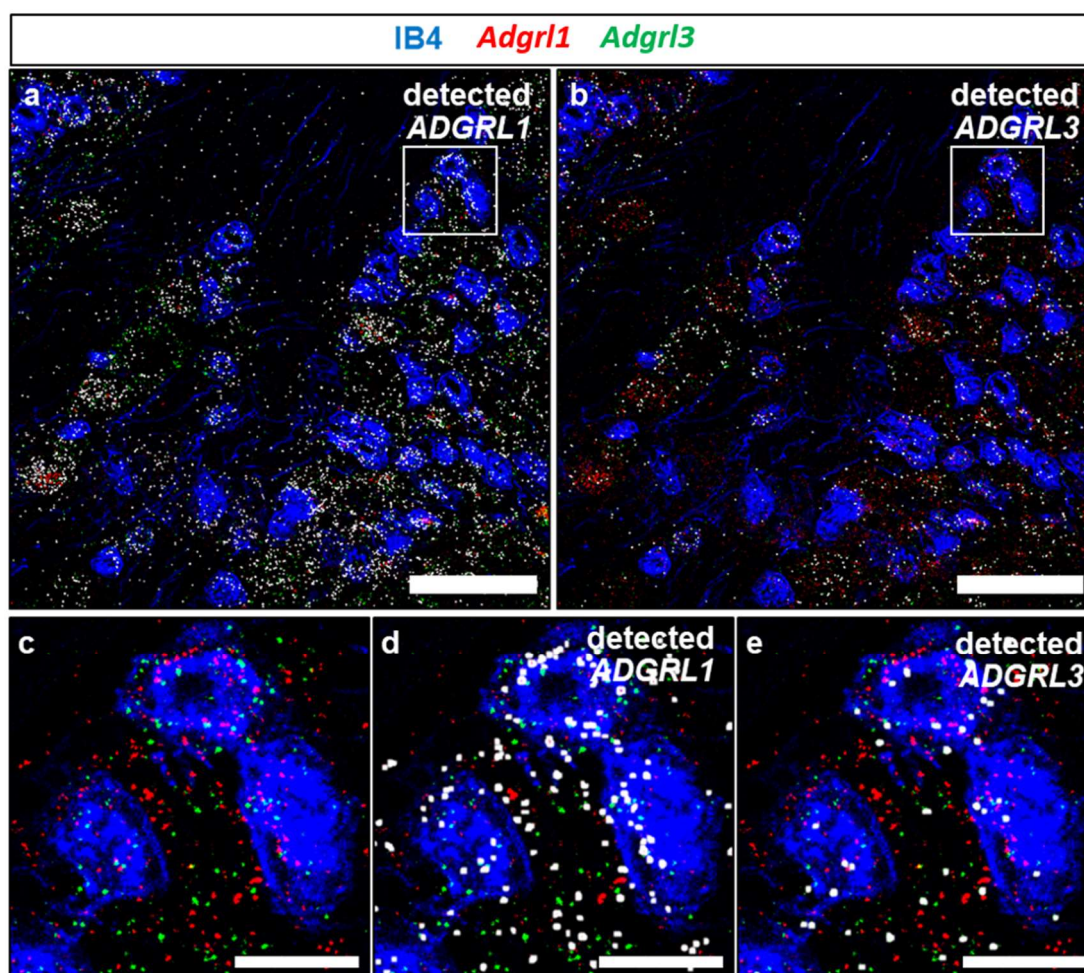 IB4 Adgrl1 Adgrl3
a detected
ADGRL1
b detected
ADGRL3
c
d detected
ADGRL1
e detected
ADGRL3